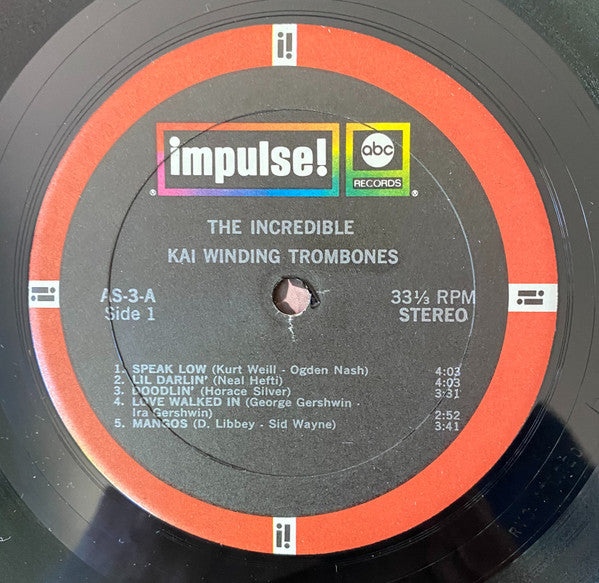 i!
impulse! abc
RECORDS
® ®
THE INCREDIBLE
KAI WINDING TROMBONES
i! i!
AS-3-A 33⅓ RPM
Side 1 STEREO
1. SPEAK LOW (Kurt Weill - Ogden Nash) 4:03
2. LIL DARLIN' (Neal Hefti) 4:03
3. DOODLIN' (Horace Silver) 3:31
4. LOVE WALKED IN (George Gershwin -
Ira Gershwin) 2:52
5. MANGOS (D. Libbey - Sid Wayne) 3:41
i!